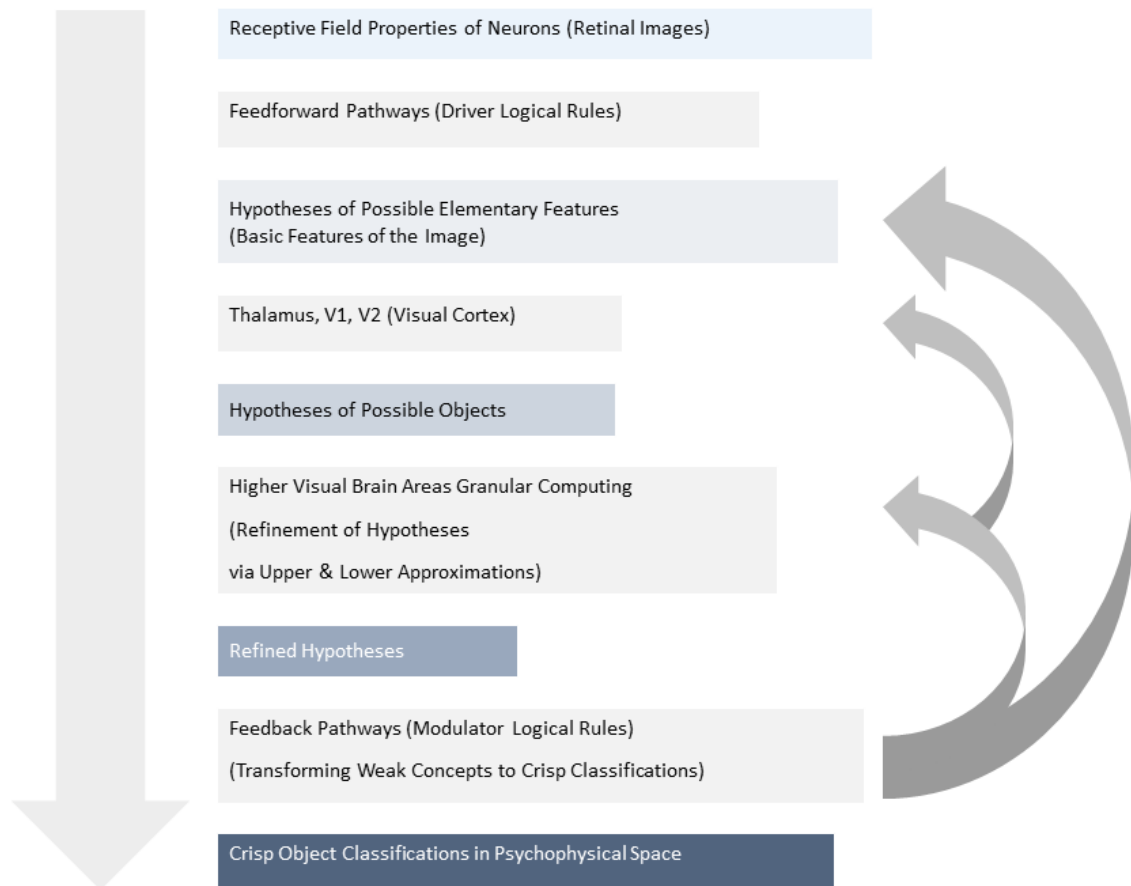 Receptive Field Properties of Neurons (Retinal Images)
Feedforward Pathways (Driver Logical Rules)
Hypotheses of Possible Elementary Features
(Basic Features of the Image)
Thalamus, V1, V2 (Visual Cortex)
Hypotheses of Possible Objects
Higher Visual Brain Areas Granular Computing
(Refinement of Hypotheses
via Upper & Lower Approximations)
Refined Hypotheses
Feedback Pathways (Modulator Logical Rules)
(Transforming Weak Concepts to Crisp Classifications)
Crisp Object Classifications in Psychophysical Space